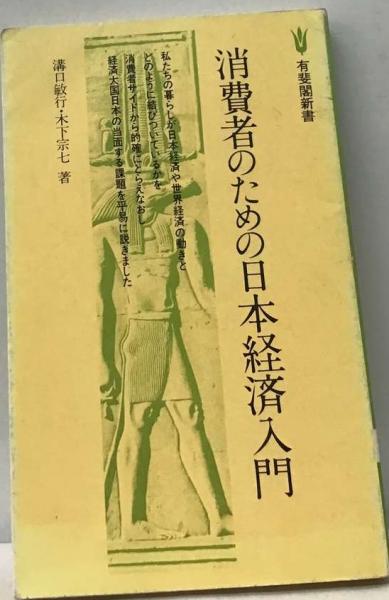 有斐閣新書
消費者のための日本経済入門
私たちの暮らしが日本経済や世界経済の動きと
どのように結びついているかを
消費者サイドから的確にとらえなおし
経済大国日本の当面する課題を平易に説きました
溝口敏行・木下宗七 著